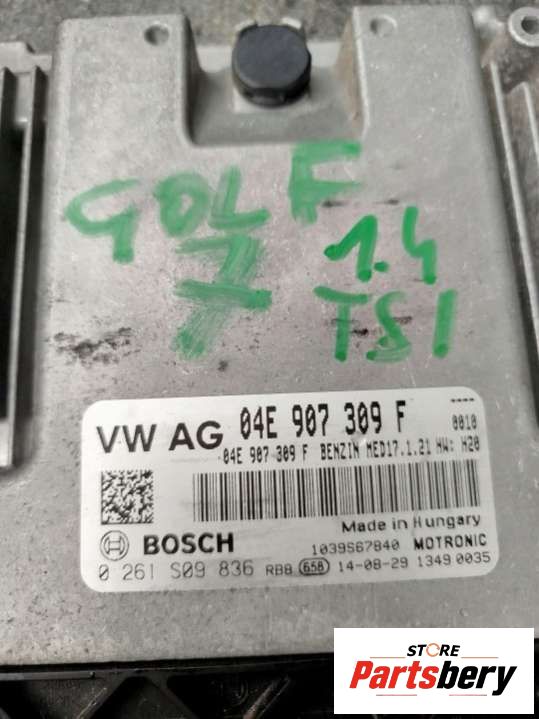 GOLF
7 1.4
TSI
VW AG 04E 907 309 F ----
0010
04E 907 309 F BENZIN MED17.1.21 HW: H20
Made in Hungary
BOSCH 1039S67840 MOTRONIC
0 261 S09 836 RBB 658 14-08-29 1349 0035
STORE
Partsbery